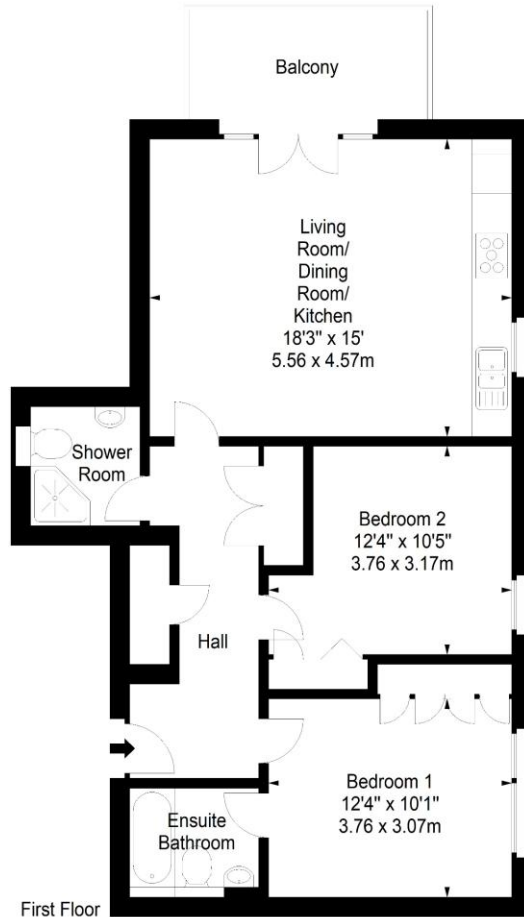 Balcony
Living
Room/
Dining
Room/
Kitchen
18'3" x 15'
5.56 x 4.57m
Shower
Room
Bedroom 2
12'4" x 10'5"
3.76 x 3.17m
Hall
Bedroom 1
12'4" x 10'1"
3.76 x 3.07m
Ensuite
Bathroom
First Floor